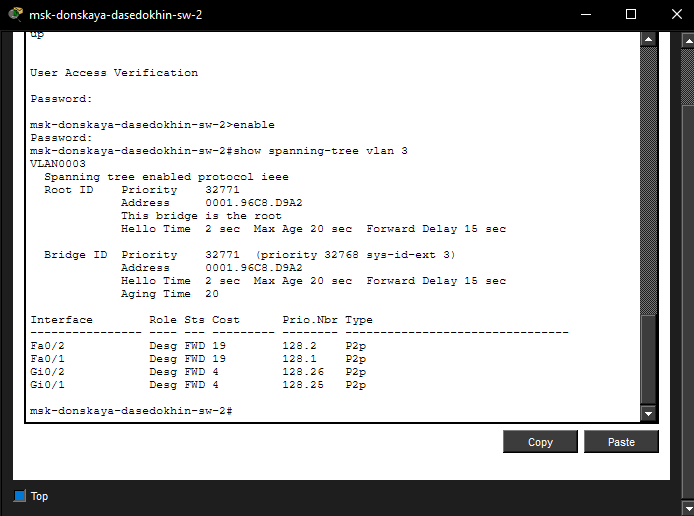 msk-donskaya-dasedokhin-sw-2
up
User Access Verification
Password:
msk-donskaya-dasedokhin-sw-2>enable
Password:
msk-donskaya-dasedokhin-sw-2#show spanning-tree vlan 3
VLAN0003
  Spanning tree enabled protocol ieee
  Root ID    Priority    32771
             Address     0001.96C8.D9A2
             This bridge is the root
             Hello Time  2 sec  Max Age 20 sec  Forward Delay 15 sec
  Bridge ID  Priority    32771  (priority 32768 sys-id-ext 3)
             Address     0001.96C8.D9A2
             Hello Time  2 sec  Max Age 20 sec  Forward Delay 15 sec
             Aging Time  20
Interface        Role Sts Cost      Prio.Nbr Type
---------------- ---- --- --------- -------- --------------------------------
Fa0/2            Desg FWD 19        128.2    P2p
Fa0/1            Desg FWD 19        128.1    P2p
Gi0/2            Desg FWD 4         128.26   P2p
Gi0/1            Desg FWD 4         128.25   P2p
msk-donskaya-dasedokhin-sw-2#
Copy Paste
Top